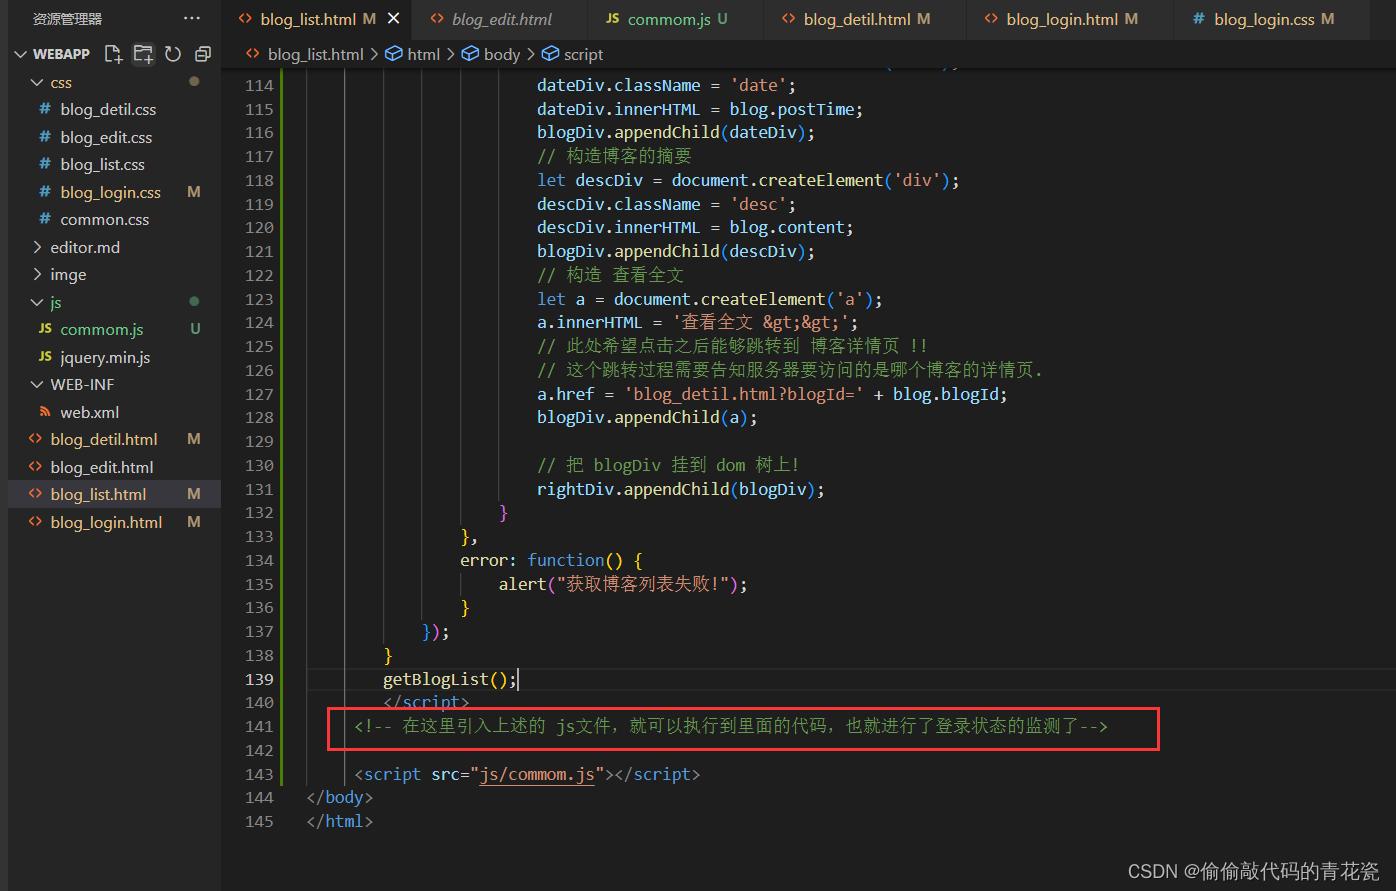 资源管理器 ···
WEBAPP
css
# blog_detil.css
# blog_edit.css
# blog_list.css
# blog_login.css M
# common.css
editor.md
imge
js
JS commom.js U
JS jquery.min.js
WEB-INF
web.xml
<> blog_detil.html M
<> blog_edit.html
<> blog_list.html M
<> blog_login.html M
<> blog_list.html M × <> blog_edit.html JS commom.js U <> blog_detil.html M <> blog_login.html M # blog_login.css M
<> blog_list.html > html > body > script
114 dateDiv.className = 'date';
115 dateDiv.innerHTML = blog.postTime;
116 blogDiv.appendChild(dateDiv);
117 // 构造博客的摘要
118 let descDiv = document.createElement('div');
119 descDiv.className = 'desc';
120 descDiv.innerHTML = blog.content;
121 blogDiv.appendChild(descDiv);
122 // 构造 查看全文
123 let a = document.createElement('a');
124 a.innerHTML = '查看全文 &gt;&gt;';
125 // 此处希望点击之后能够跳转到 博客详情页 !!
126 // 这个跳转过程需要告知服务器要访问的是哪个博客的详情页.
127 a.href = 'blog_detil.html?blogId=' + blog.blogId;
128 blogDiv.appendChild(a);
129
130 // 把 blogDiv 挂到 dom 树上!
131 rightDiv.appendChild(blogDiv);
132 }
133 },
134 error: function() {
135 alert("获取博客列表失败!");
136 }
137 });
138 }
139 getBlogList();
140 </script>
141 <!-- 在这里引入上述的 js文件，就可以执行到里面的代码，也就进行了登录状态的监测了-->
142
143 <script src="js/commom.js"></script>
144 </body>
145 </html>
CSDN @偷偷敲代码的青花瓷